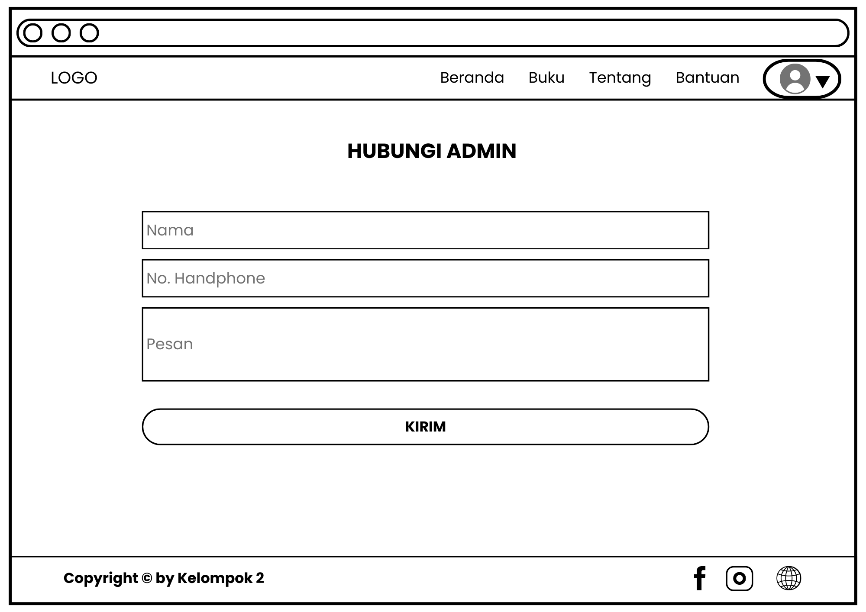 LOGO Beranda Buku Tentang Bantuan
HUBUNGI ADMIN
Nama
No. Handphone
Pesan
KIRIM
Copyright © by Kelompok 2